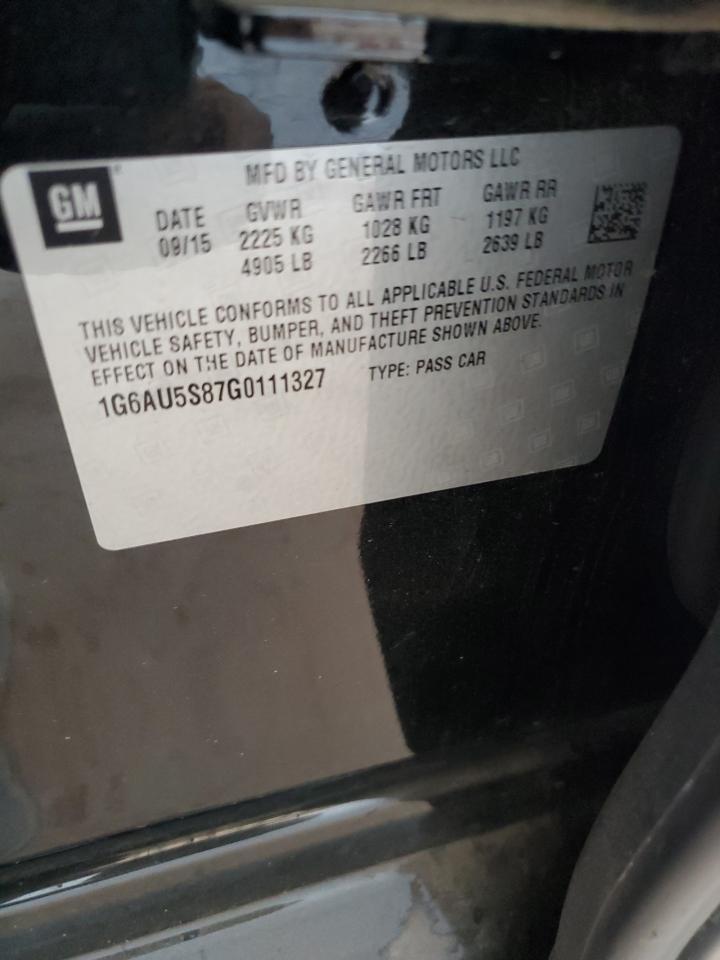 GM
MFD BY GENERAL MOTORS LLC
DATE GVWR GAWR FRT GAWR RR
09/15 2225 KG 1028 KG 1197 KG
4905 LB 2266 LB 2639 LB
THIS VEHICLE CONFORMS TO ALL APPLICABLE U.S. FEDERAL MOTOR
VEHICLE SAFETY, BUMPER, AND THEFT PREVENTION STANDARDS IN
EFFECT ON THE DATE OF MANUFACTURE SHOWN ABOVE.
1G6AU5S87G0111327 TYPE: PASS CAR